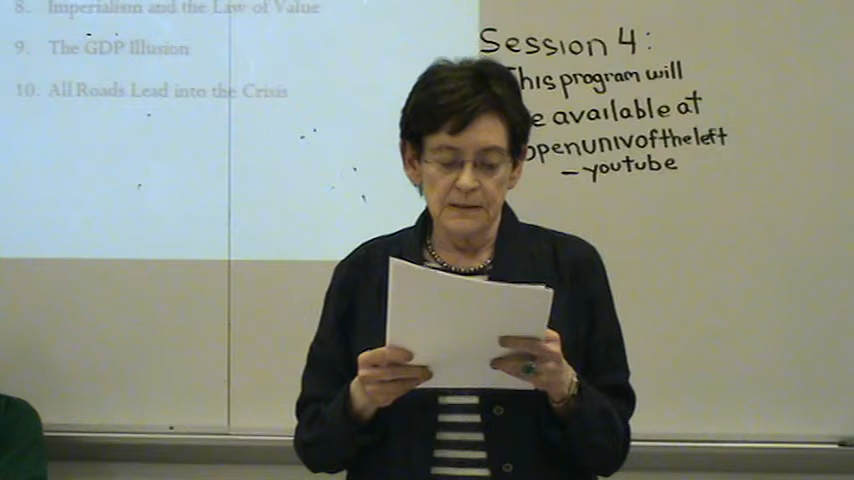 8. Imperialism and the Law of Value
9. The GDP Illusion
10. All Roads Lead into the Crisis
Session 4:
This program will
be available at
openunivoftheleft
- youtube